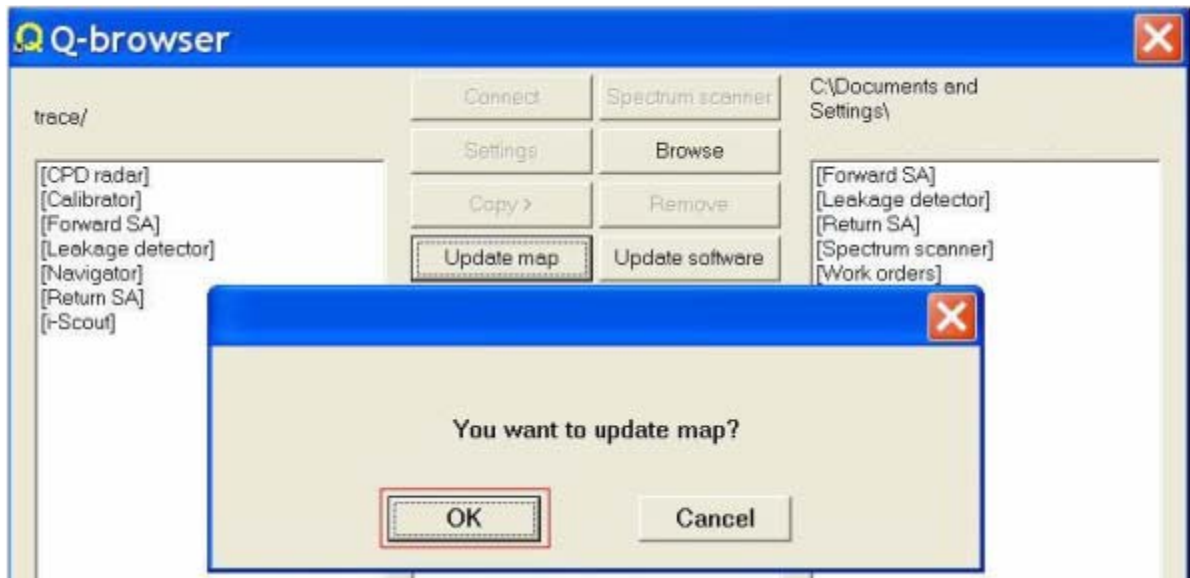 Q-browser
trace/
[CPD radar]
[Calibrator]
[Forward SA]
[Leakage detector]
[Navigator]
[Return SA]
[i-Scout]
Connect
Spectrum scanner
Settings
Browse
Copy >
Remove
Update map
Update software
C:\Documents and
Settings\
[Forward SA]
[Leakage detector]
[Return SA]
[Spectrum scanner]
[Work orders]
You want to update map?
OK
Cancel